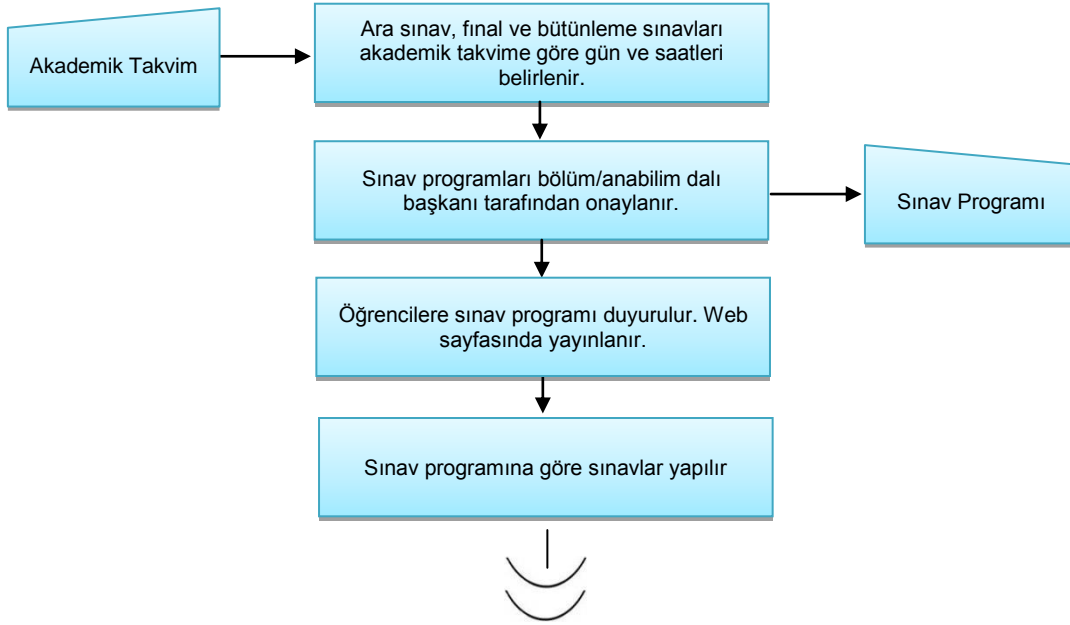 Akademik Takvim
Ara sınav, fınal ve bütünleme sınavları
akademik takvime göre gün ve saatleri
belirlenir.
Sınav programları bölüm/anabilim dalı
başkanı tarafından onaylanır.
Sınav Programı
Öğrencilere sınav programı duyurulur. Web
sayfasında yayınlanır.
Sınav programına göre sınavlar yapılır